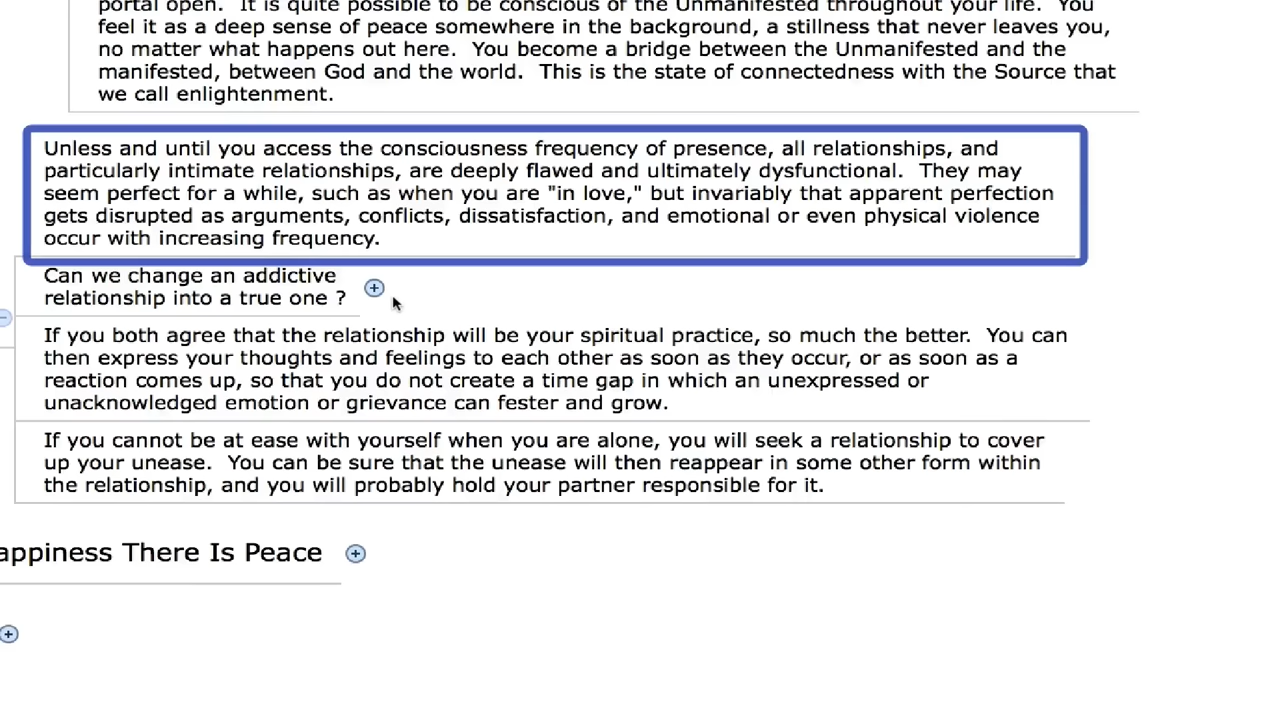 portal open.  It is quite possible to be conscious of the Unmanifested throughout your life.  You
feel it as a deep sense of peace somewhere in the background, a stillness that never leaves you,
no matter what happens out here.  You become a bridge between the Unmanifested and the
manifested, between God and the world.  This is the state of connectedness with the Source that
we call enlightenment.
Unless and until you access the consciousness frequency of presence, all relationships, and
particularly intimate relationships, are deeply flawed and ultimately dysfunctional.  They may
seem perfect for a while, such as when you are "in love," but invariably that apparent perfection
gets disrupted as arguments, conflicts, dissatisfaction, and emotional or even physical violence
occur with increasing frequency.
Can we change an addictive
relationship into a true one ?
If you both agree that the relationship will be your spiritual practice, so much the better.  You can
then express your thoughts and feelings to each other as soon as they occur, or as soon as a
reaction comes up, so that you do not create a time gap in which an unexpressed or
unacknowledged emotion or grievance can fester and grow.
If you cannot be at ease with yourself when you are alone, you will seek a relationship to cover
up your unease.  You can be sure that the unease will then reappear in some other form within
the relationship, and you will probably hold your partner responsible for it.
appiness There Is Peace